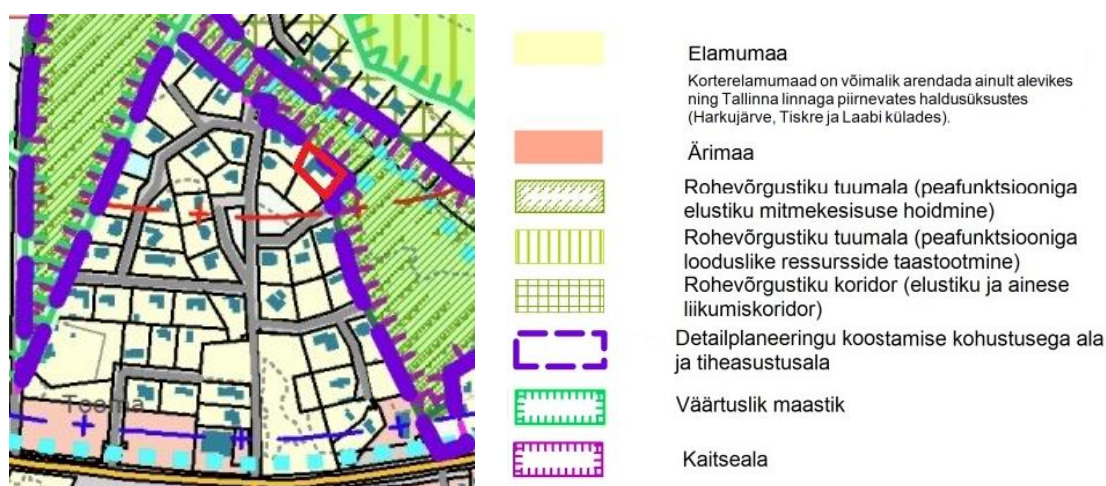 Elamumaa
Korterelamumaad on võimalik arendada ainult alevikes
ning Tallinna linnaga piirnevates haldusüksustes
(Harkujärve, Tiskre ja Laabi külades).
Ärimaa
Rohevõrgustiku tuumala (peafunktsiooniga
elustiku mitmekesisuse hoidmine)
Rohevõrgustiku tuumala (peafunktsiooniga
looduslike ressursside taastootmine)
Rohevõrgustiku koridor (elustiku ja ainese
liikumiskoridor)
Detailplaneeringu koostamise kohustusega ala
ja tiheasustusala
Väärtuslik maastik
Kaitseala